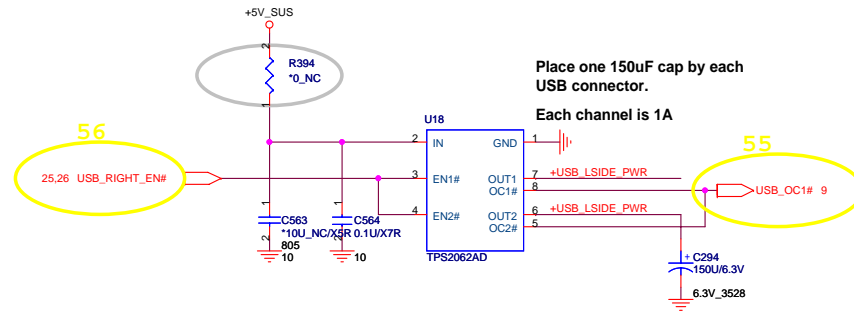 +5V_SUS
2
R394
*0_NC
1
Place one 150uF cap by each
USB connector.
Each channel is 1A
56
55
U18
2 IN GND 1
25,26 USB_RIGHT_EN#
3 EN1# OUT1 7 +USB_LSIDE_PWR
OC1# 8
USB_OC1# 9
4 EN2# OUT2 6 +USB_LSIDE_PWR
OC2# 5
TPS2062AD
1
C563
*10U_NC/X5R
2
805
10
1
C564
0.1U/X7R
2
10
+ C294
150U/6.3V
6.3V_3528